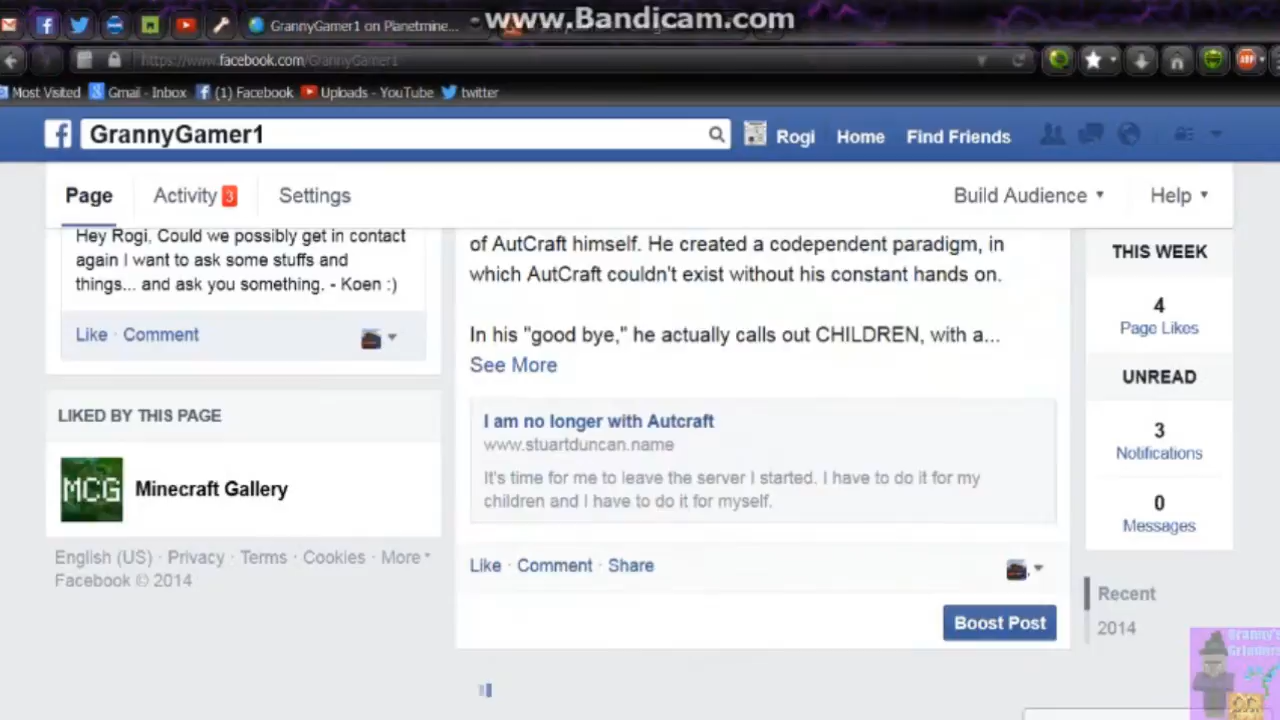 www.Bandicam.com
GrannyGamer1 on Planetmine...
https://www.facebook.com/GrannyGamer1
Most Visited
Gmail - Inbox
(1) Facebook
Uploads - YouTube
twitter
GrannyGamer1
Rogi
Home
Find Friends
Page
Activity 3
Settings
Build Audience
Help
Hey Rogi, Could we possibly get in contact
again I want to ask some stuffs and
things... and ask you something. - Koen :)
Like · Comment
LIKED BY THIS PAGE
MCG
Minecraft Gallery
English (US) · Privacy · Terms · Cookies · More
Facebook © 2014
of AutCraft himself. He created a codependent paradigm, in
which AutCraft couldn't exist without his constant hands on.
In his "good bye," he actually calls out CHILDREN, with a...
See More
I am no longer with Autcraft
www.stuartduncan.name
It's time for me to leave the server I started. I have to do it for my
children and I have to do it for myself.
Like · Comment · Share
Boost Post
THIS WEEK
4
Page Likes
UNREAD
3
Notifications
0
Messages
Recent
2014
Granny's
Grinders